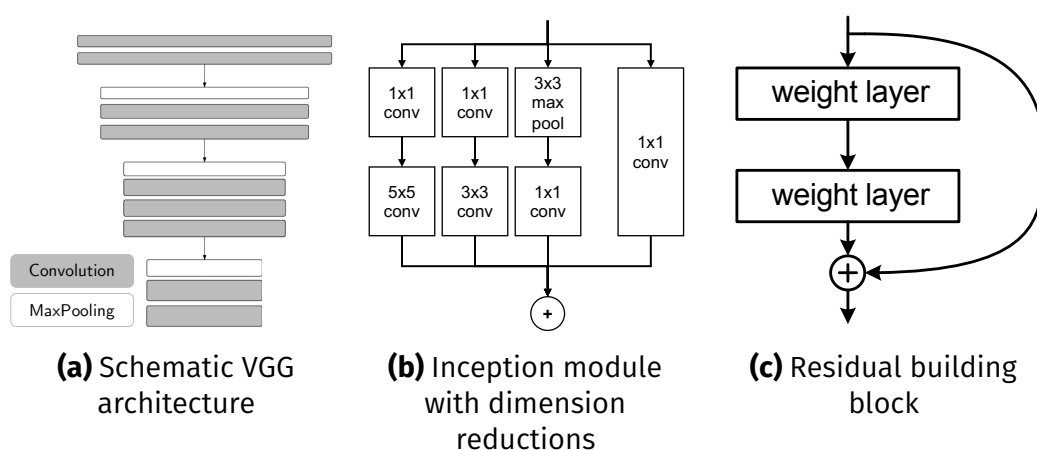 Convolution
MaxPooling
(a) Schematic VGG
architecture
1x1
conv
1x1
conv
3x3
max
pool
1x1
conv
5x5
conv
3x3
conv
1x1
conv
+
(b) Inception module
with dimension
reductions
weight layer
weight layer
+
(c) Residual building
block